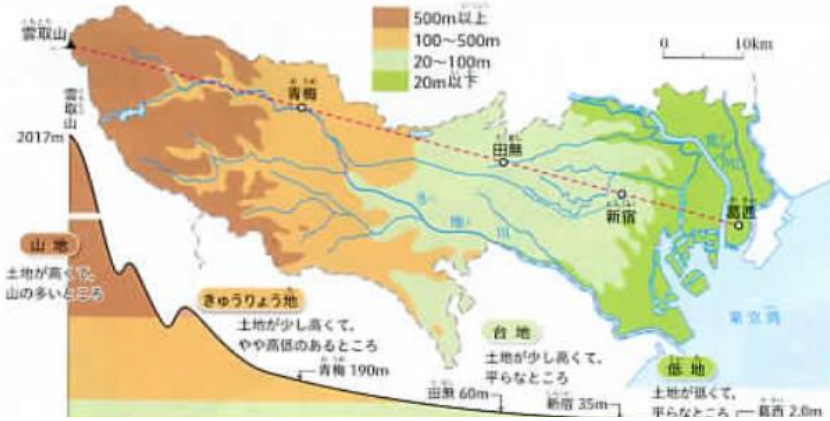 雲取山
500m以上
100〜500m
20〜100m
20m以下
0 10km
青梅
田無
新宿
葛西
多摩川
東京湾
雲取山
2017m
山地
土地が高くて、
山の多いところ
きゅうりょう地
土地が少し高くて、
やや高低のあるところ
青梅 190m
台地
土地が少し高くて、
平らなところ
田無 60m
新宿 35m
低地
土地が低くて、
平らなところ
葛西 2.0m